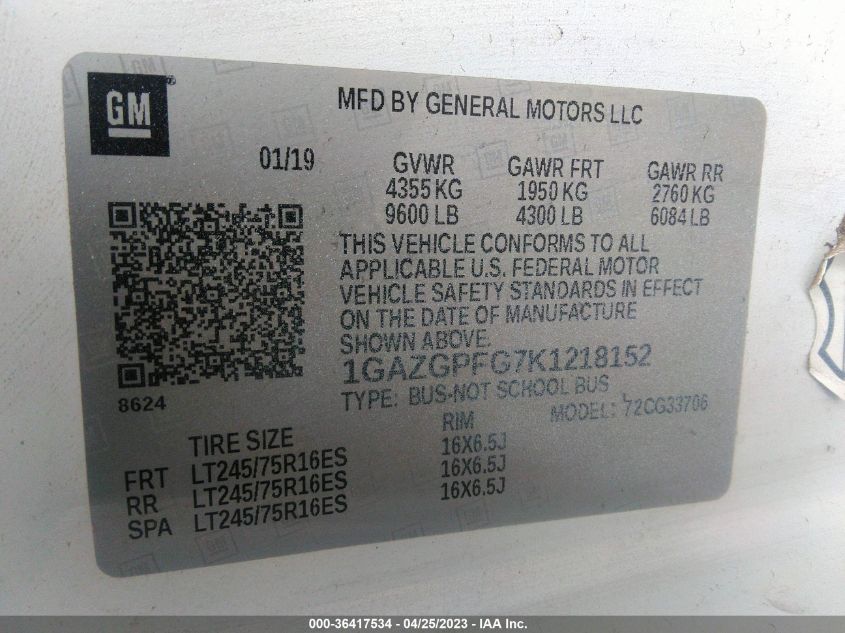 GM
MFD BY GENERAL MOTORS LLC
01/19 GVWR GAWR FRT GAWR RR
4355 KG 1950 KG 2760 KG
9600 LB 4300 LB 6084 LB
THIS VEHICLE CONFORMS TO ALL
APPLICABLE U.S. FEDERAL MOTOR
VEHICLE SAFETY STANDARDS IN EFFECT
ON THE DATE OF MANUFACTURE
SHOWN ABOVE.
1GAZGPFG7K1218152
TYPE: BUS-NOT SCHOOL BUS
8624
MODEL: 72CG33706
TIRE SIZE RIM
FRT LT245/75R16ES 16X6.5J
RR LT245/75R16ES 16X6.5J
SPA LT245/75R16ES 16X6.5J
000-36417534 - 04/25/2023 - © IAA Inc.